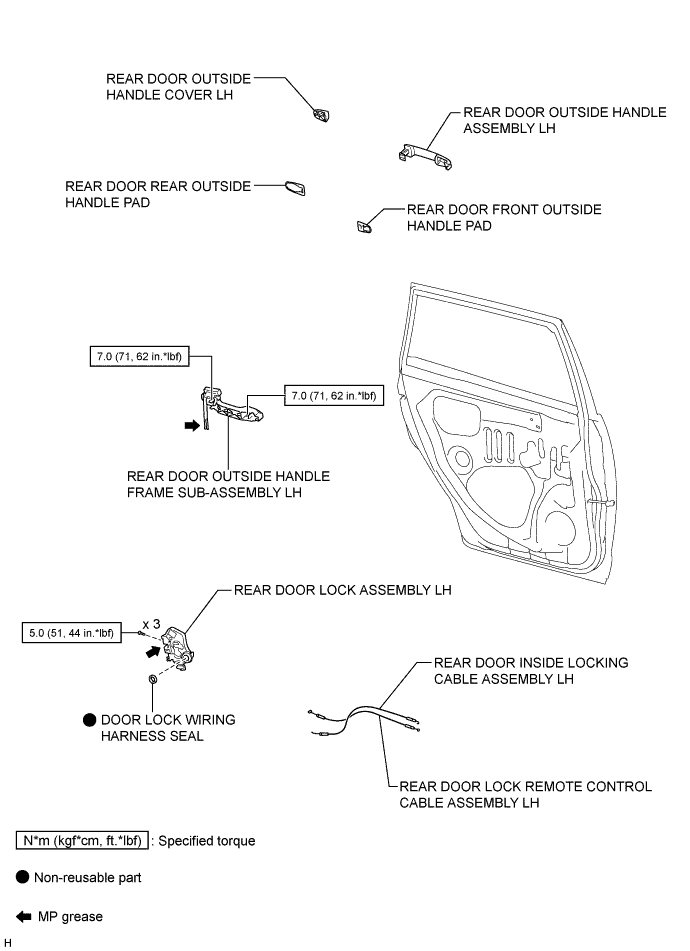 REAR DOOR OUTSIDE
HANDLE COVER LH
REAR DOOR OUTSIDE HANDLE
ASSEMBLY LH
REAR DOOR REAR OUTSIDE
HANDLE PAD
REAR DOOR FRONT OUTSIDE
HANDLE PAD
7.0 (71, 62 in.*lbf)
7.0 (71, 62 in.*lbf)
REAR DOOR OUTSIDE HANDLE
FRAME SUB-ASSEMBLY LH
REAR DOOR LOCK ASSEMBLY LH
x 3
5.0 (51, 44 in.*lbf)
REAR DOOR INSIDE LOCKING
CABLE ASSEMBLY LH
DOOR LOCK WIRING
HARNESS SEAL
REAR DOOR LOCK REMOTE CONTROL
CABLE ASSEMBLY LH
N*m (kgf*cm, ft.*lbf) : Specified torque
Non-reusable part
MP grease
H